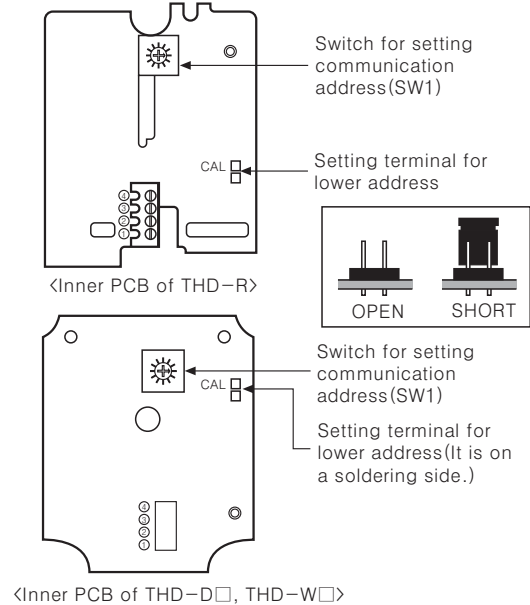 Switch for setting
communication
address(SW1)
CAL
Setting terminal for
lower address
④
③
②
①
OPEN SHORT
<Inner PCB of THD-R>
Switch for setting
communication
address(SW1)
CAL
Setting terminal for
lower address(It is on
a soldering side.)
④
③
②
①
<Inner PCB of THD-D□, THD-W□>